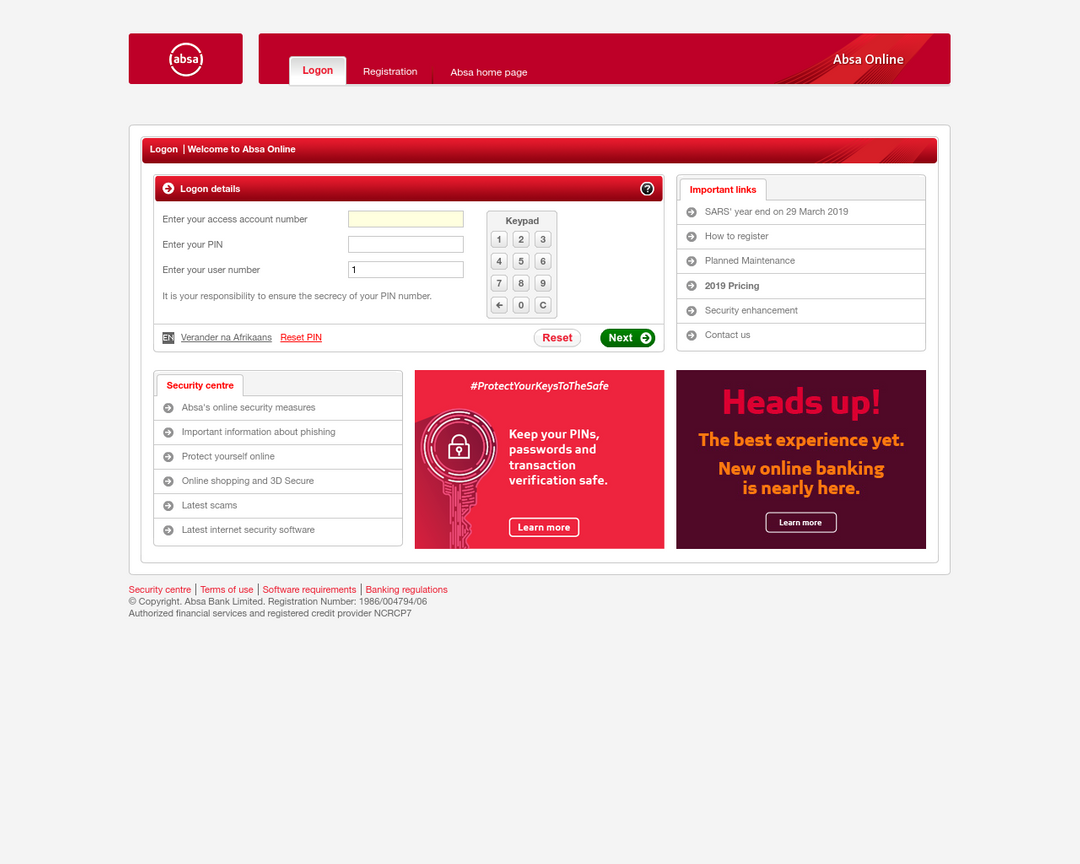 absa
Logon
Registration
Absa home page
Absa Online
Logon | Welcome to Absa Online
Logon details
?
Enter your access account number
Enter your PIN
Enter your user number
1
It is your responsibility to ensure the secrecy of your PIN number.
Keypad
1 2 3
4 5 6
7 8 9
0 C
EN Verander na Afrikaans Reset PIN
Reset
Next
Important links
SARS' year end on 29 March 2019
How to register
Planned Maintenance
2019 Pricing
Security enhancement
Contact us
Security centre
Absa's online security measures
Important information about phishing
Protect yourself online
Online shopping and 3D Secure
Latest scams
Latest internet security software
#ProtectYourKeysToTheSafe
Keep your PINs,
passwords and
transaction
verification safe.
Learn more
Heads up!
The best experience yet.
New online banking
is nearly here.
Learn more
Security centre | Terms of use | Software requirements | Banking regulations
© Copyright. Absa Bank Limited. Registration Number: 1986/004794/06
Authorized financial services and registered credit provider NCRCP7